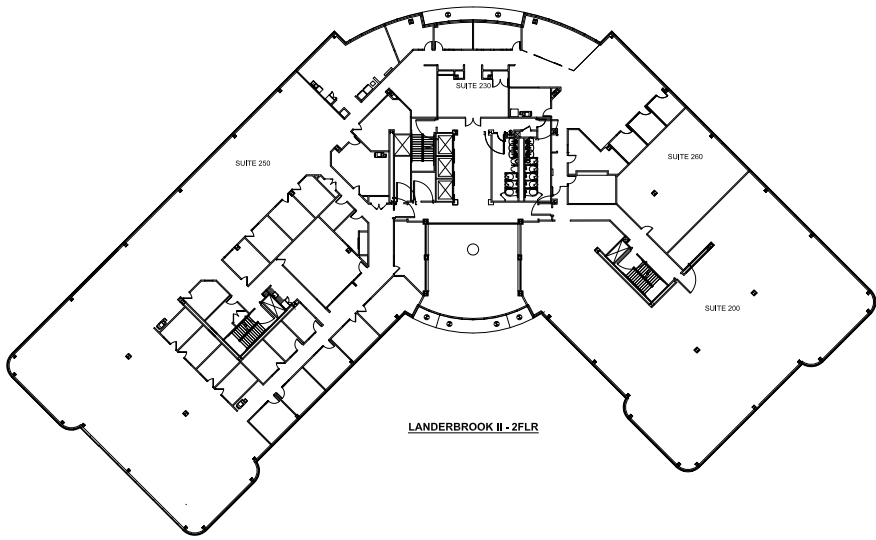 SUITE 230
SUITE 250
SUITE 260
SUITE 200
LANDERBROOK II - 2FLR